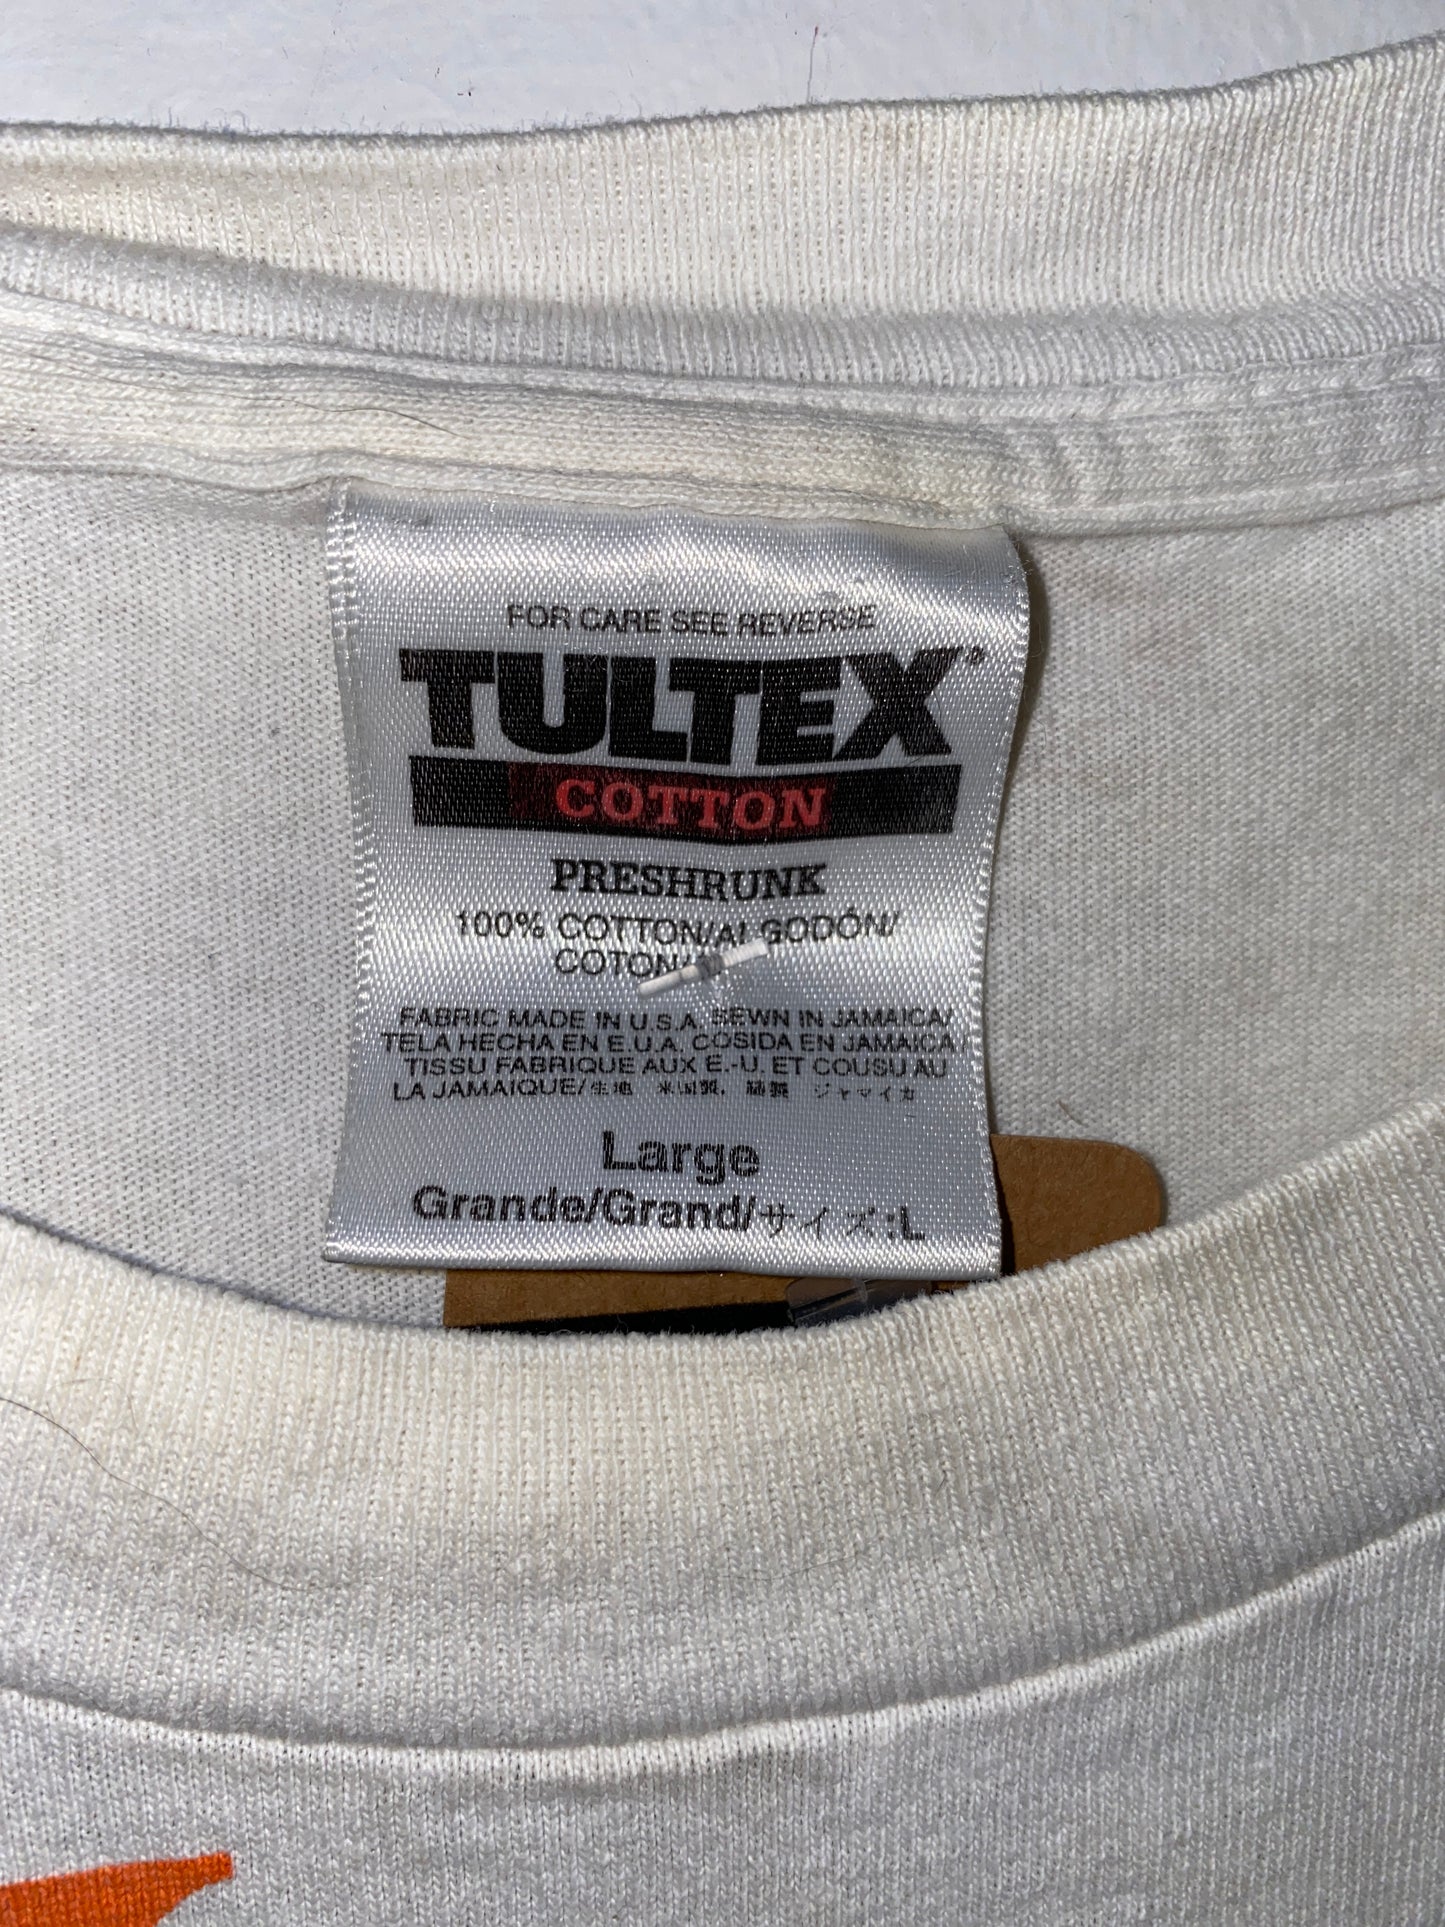 FOR CARE SEE REVERSE
TULTEX®
COTTON
PRESHRUNK
100% COTTON/ALGODÓN/
COTON/
FABRIC MADE IN U.S.A. SEWN IN JAMAICA/
TELA HECHA EN E.U.A. COSIDA EN JAMAICA/
TISSU FABRIQUE AUX E.-U. ET COUSU AU
LA JAMAIQUE/生地 米国製, 縫製 ジャマイカ
Large
Grande/Grand/サイズ:L